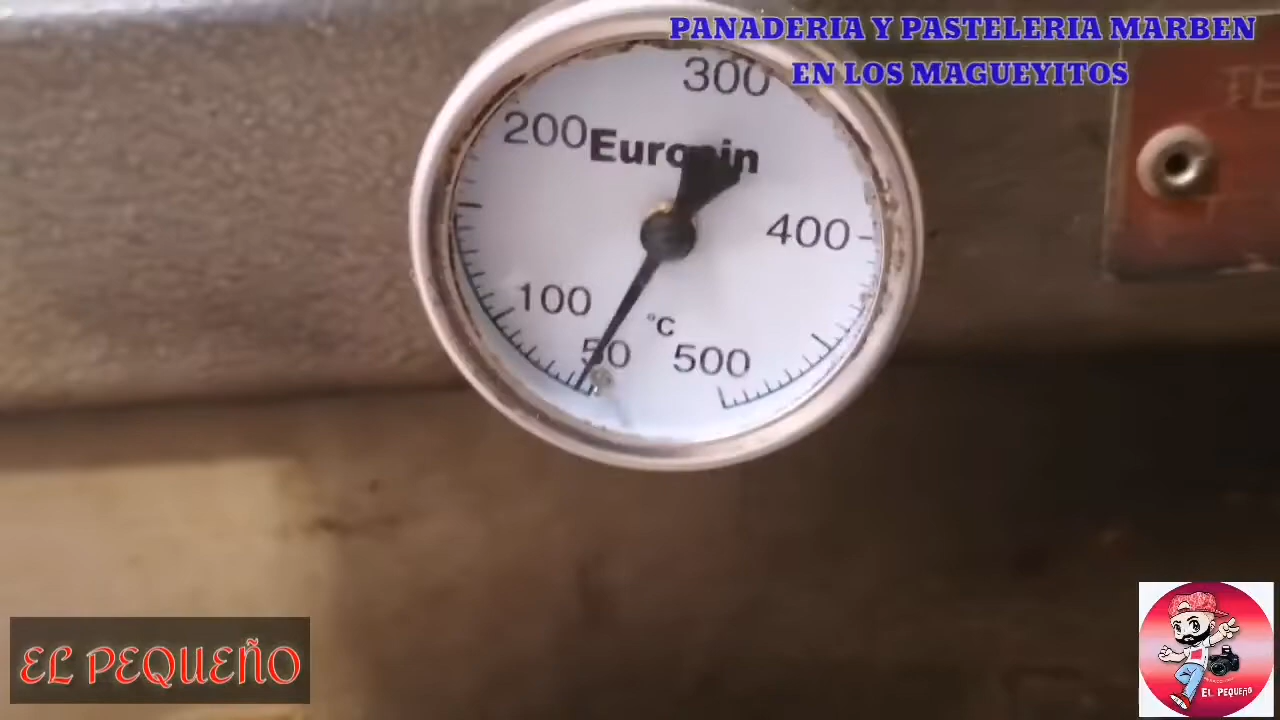 PANADERIA Y PASTELERIA MARBEN
EN LOS MAGUEYITOS
300
200
400
100
°C
50
500
EL PEQUEÑO
EL PEQUEÑO